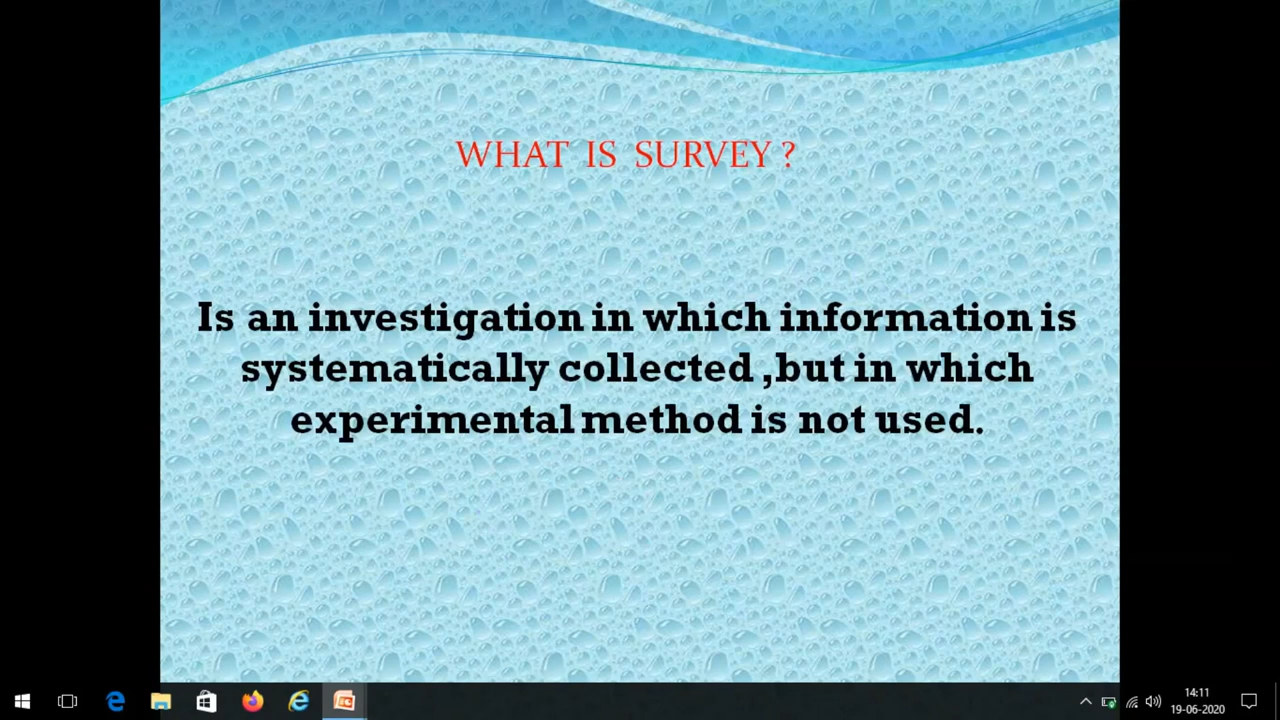 WHAT IS SURVEY ?
Is an investigation in which information is
systematically collected ,but in which
experimental method is not used.
14:11
19-06-2020